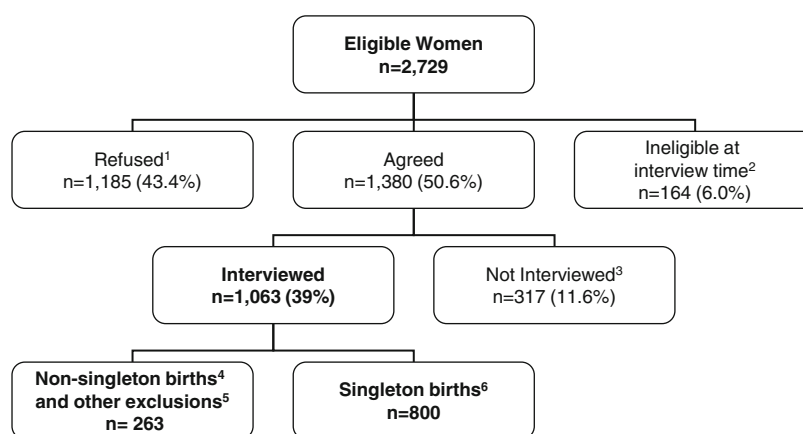 Eligible Women
n=2,729
Refused¹
n=1,185 (43.4%)
Agreed
n=1,380 (50.6%)
Ineligible at
interview time²
n=164 (6.0%)
Interviewed
n=1,063 (39%)
Not Interviewed³
n=317 (11.6%)
Non-singleton births⁴
and other exclusions⁵
n= 263
Singleton births⁶
n=800